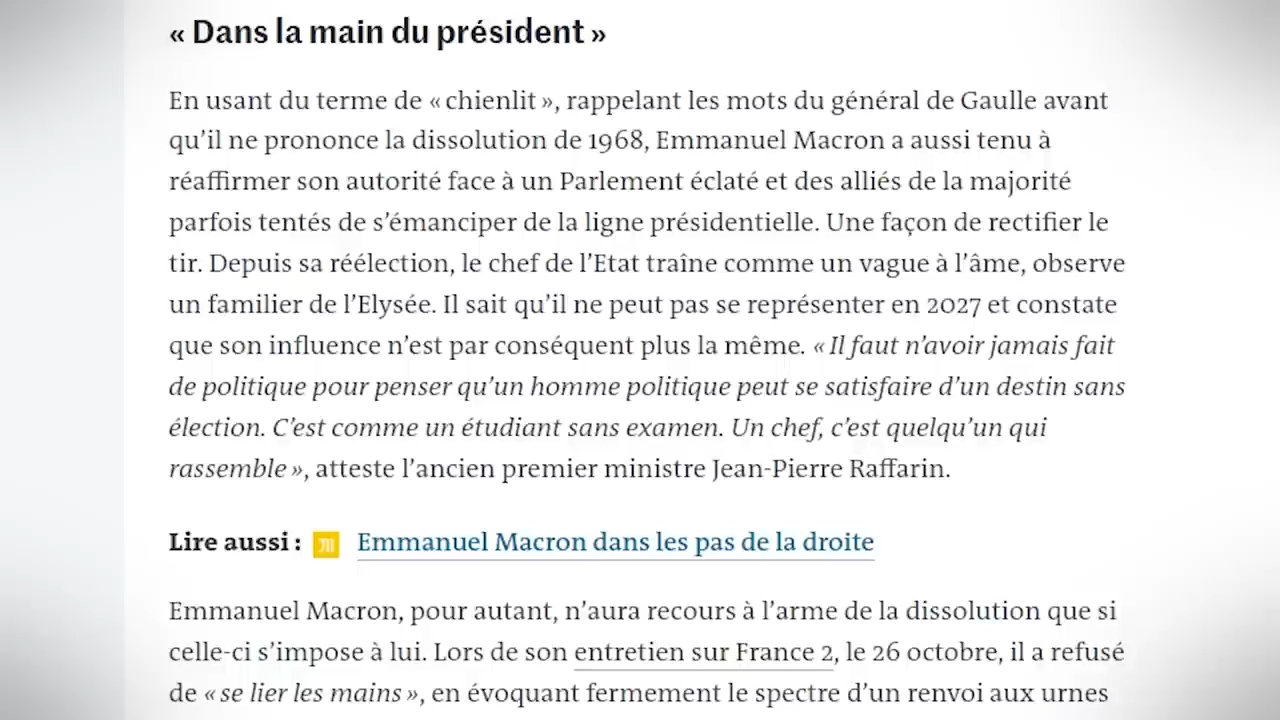 « Dans la main du président »
En usant du terme de « chienlit », rappelant les mots du général de Gaulle avant
qu’il ne prononce la dissolution de 1968, Emmanuel Macron a aussi tenu à
réaffirmer son autorité face à un Parlement éclaté et des alliés de la majorité
parfois tentés de s’émanciper de la ligne présidentielle. Une façon de rectifier le
tir. Depuis sa réélection, le chef de l’Etat traîne comme un vague à l’âme, observe
un familier de l’Elysée. Il sait qu’il ne peut pas se représenter en 2027 et constate
que son influence n’est par conséquent plus la même. « Il faut n’avoir jamais fait
de politique pour penser qu’un homme politique peut se satisfaire d’un destin sans
élection. C’est comme un étudiant sans examen. Un chef, c’est quelqu’un qui
rassemble », atteste l’ancien premier ministre Jean-Pierre Raffarin.
Lire aussi : Emmanuel Macron dans les pas de la droite
Emmanuel Macron, pour autant, n’aura recours à l’arme de la dissolution que si
celle-ci s’impose à lui. Lors de son entretien sur France 2, le 26 octobre, il a refusé
de « se lier les mains », en évoquant fermement le spectre d’un renvoi aux urnes